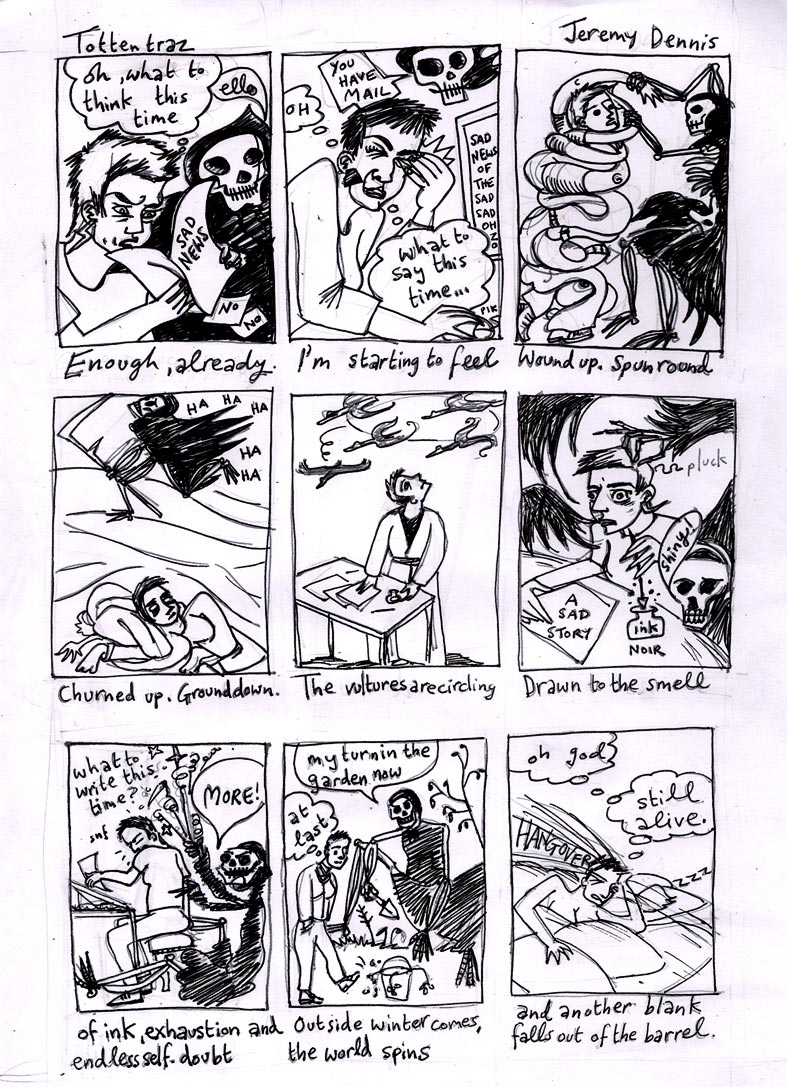 Tottentraz
Jeremy Dennis
oh, what to
think this
time
ello
SAD
NEWS
NO
NO
Enough, already.
YOU
HAVE
MAIL
OH
SAD
NEWS
OF
THE
SAD
SAD
OH
NO
what to
say this
time...
PIK
I'm starting to feel
Wound up. Spun round
HA HA HA
HA
HA
Churned up. Ground down.
The vultures are circling
pluck
shiny!
A
SAD
STORY
ink
NOIR
Drawn to the smell
what to
write this
time?
snf
MORE!
of ink, exhaustion and
endless self-doubt
my turn in the
garden now
at
last
Outside winter comes,
the world spins
oh god
still
alive.
HANGOVER
zzz
and another blank
falls out of the barrel.